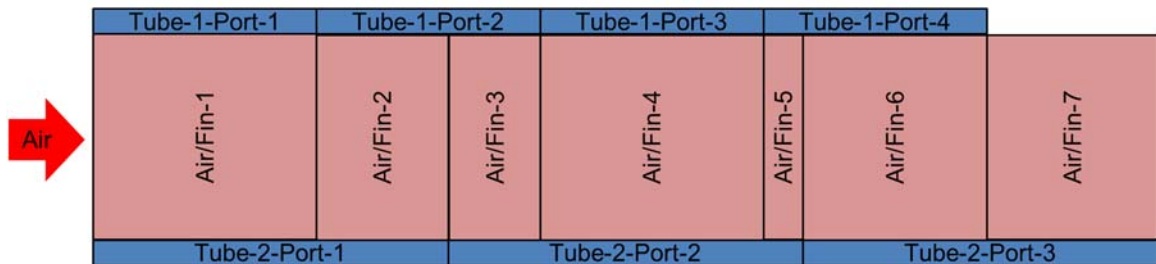 Tube-1-Port-1 Tube-1-Port-2 Tube-1-Port-3 Tube-1-Port-4
Air
Air/Fin-1
Air/Fin-2
Air/Fin-3
Air/Fin-4
Air/Fin-5
Air/Fin-6
Air/Fin-7
Tube-2-Port-1 Tube-2-Port-2 Tube-2-Port-3